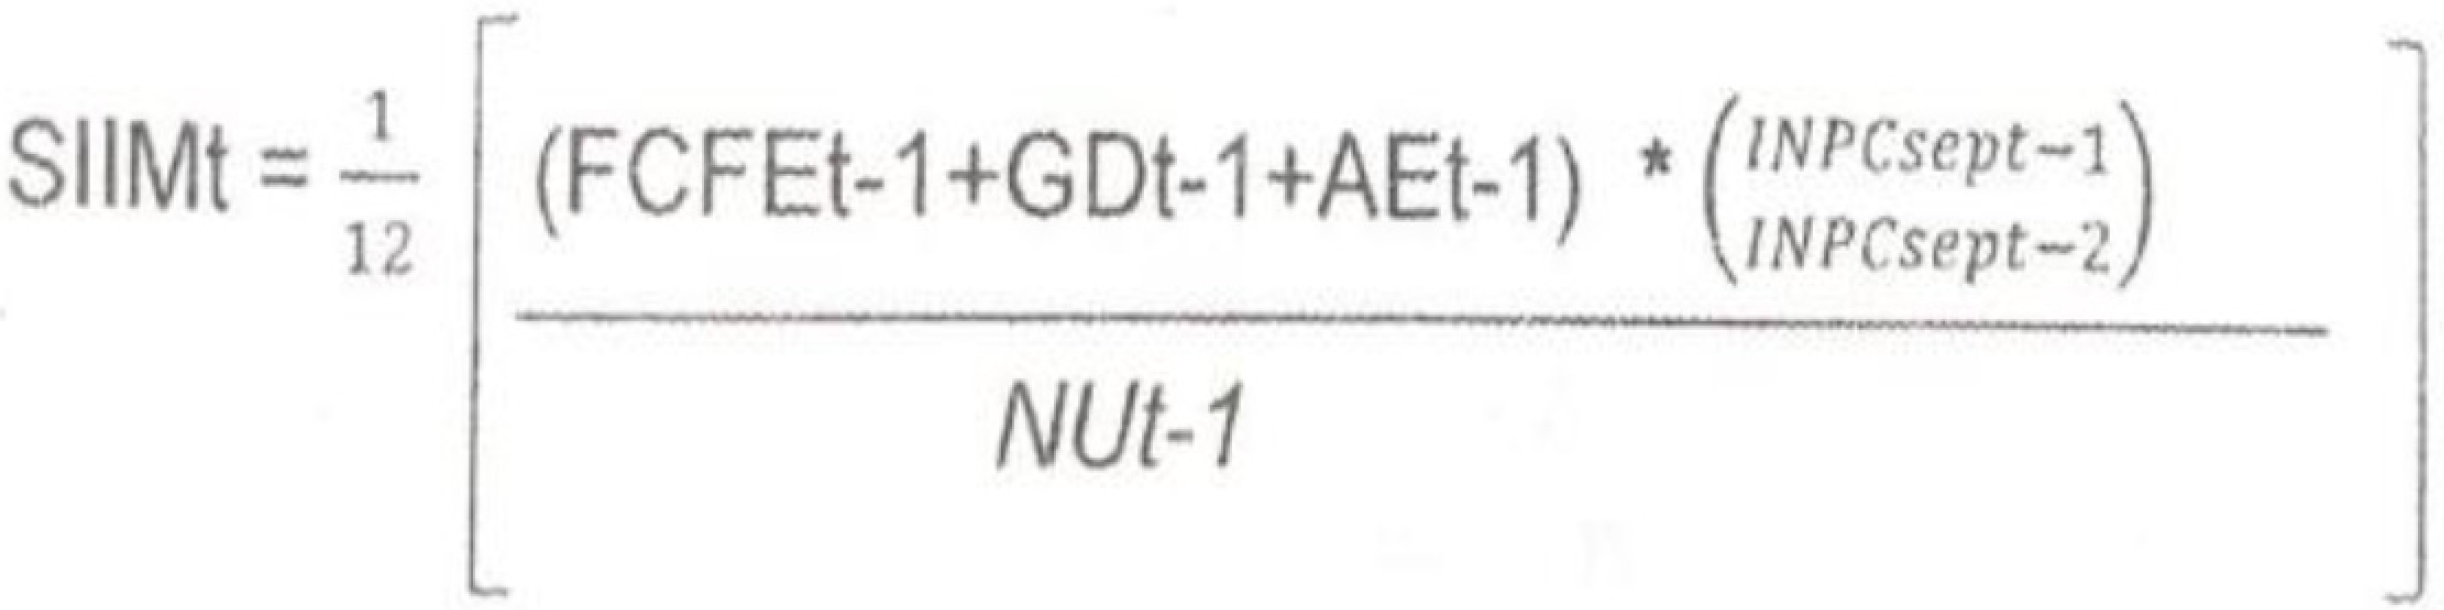 SIIMt = 1/12 [ (FCFEt-1+GDt-1+AEt-1) * (INPCsept−1
INPCsept−2) ]
NUt-1